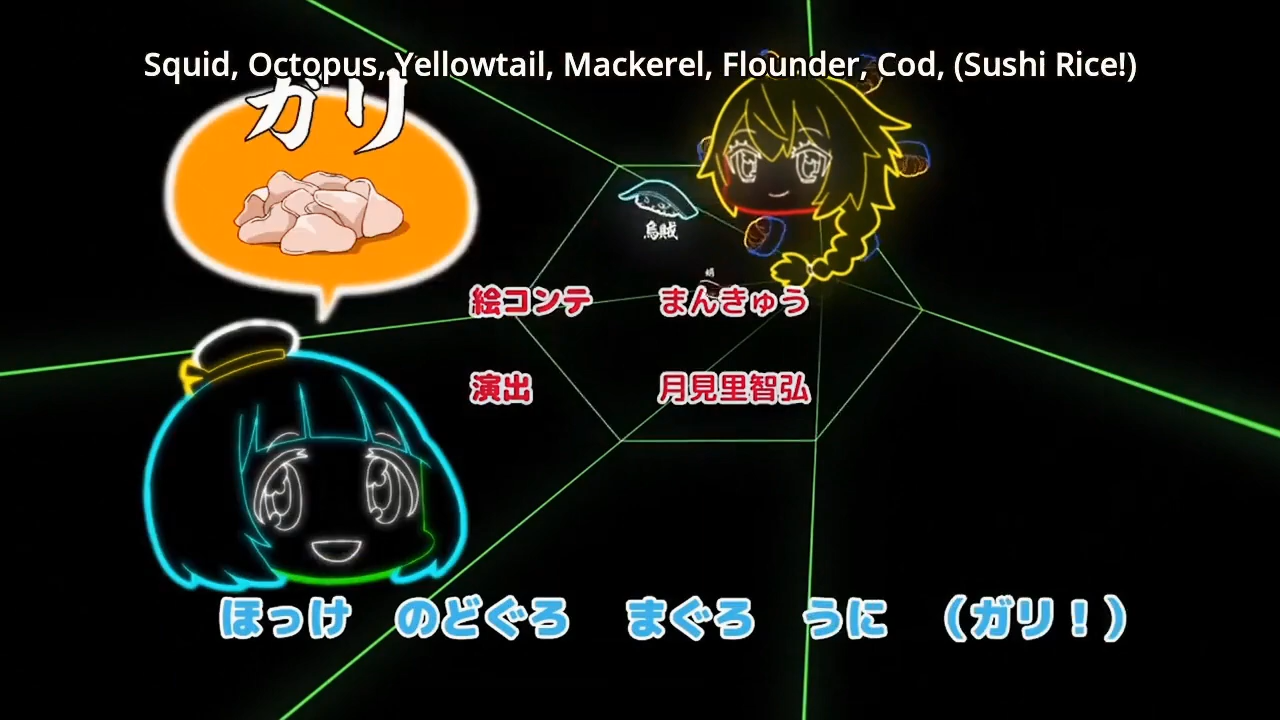 Squid, Octopus, Yellowtail, Mackerel, Flounder, Cod, (Sushi Rice!)
ガリ
烏賊
絵コンテ　まんきゅう
演出　月見里智弘
ほっけ　のどぐろ　まぐろ　うに　（ガリ！）